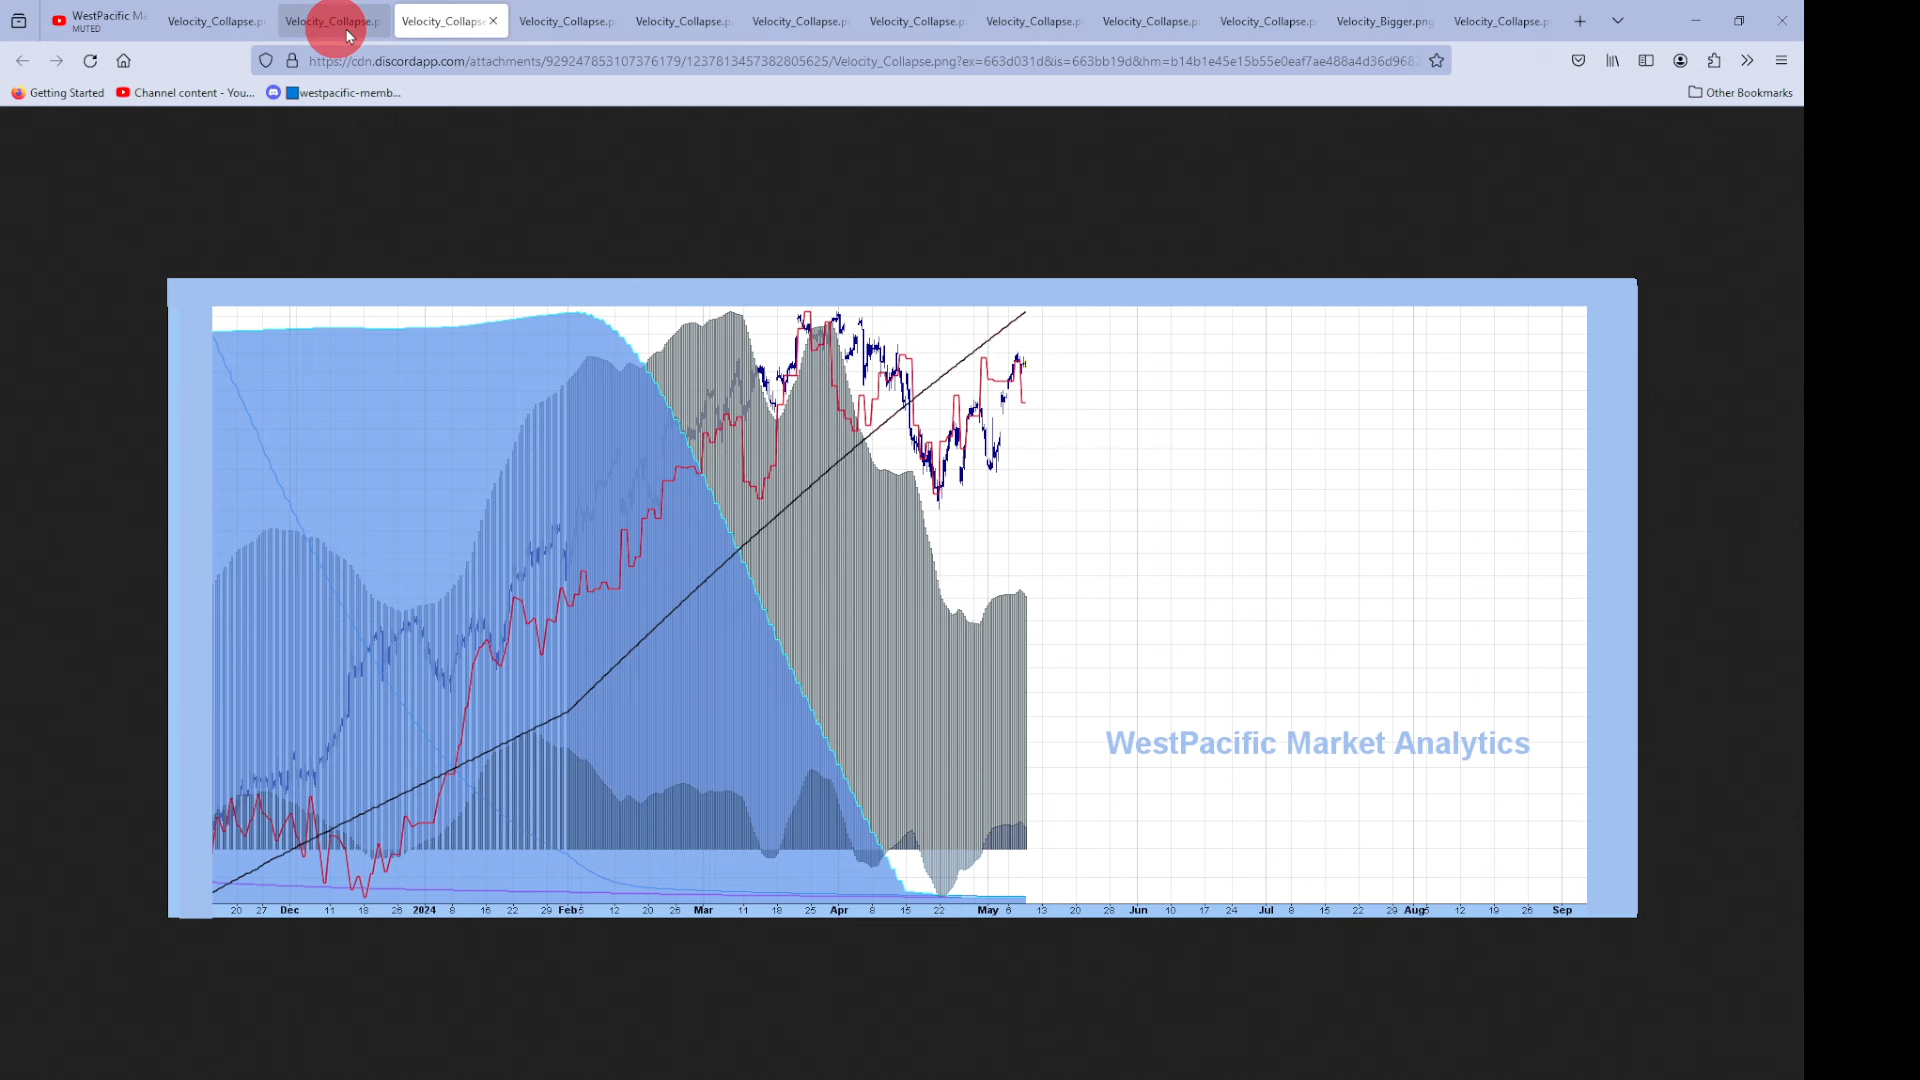 WestPacific Ma
MUTED
Velocity_Collapse.p
Velocity_Collapse.p
Velocity_Collapse
Velocity_Collapse.p
Velocity_Collapse.p
Velocity_Collapse.p
Velocity_Collapse.p
Velocity_Collapse.p
Velocity_Collapse.p
Velocity_Collapse.p
Velocity_Bigger.png
Velocity_Collapse.p
https://cdn.discordapp.com/attachments/929247853107376179/1237813457382805625/Velocity_Collapse.png?ex=663d031d&is=663bb19d&hm=b14b1e45e15b55e0eaf7ae488a4d36d968
Getting Started
Channel content - You...
westpacific-memb...
Other Bookmarks
WestPacific Market Analytics
20 27 Dec 11 18 26 2024 8 16 22 29 Feb 5 12 20 26 Mar 11 18 25 Apr 8 15 22 May 6 13 20 28 Jun 10 17 24 Jul 8 15 22 29 Aug 5 12 19 26 Sep